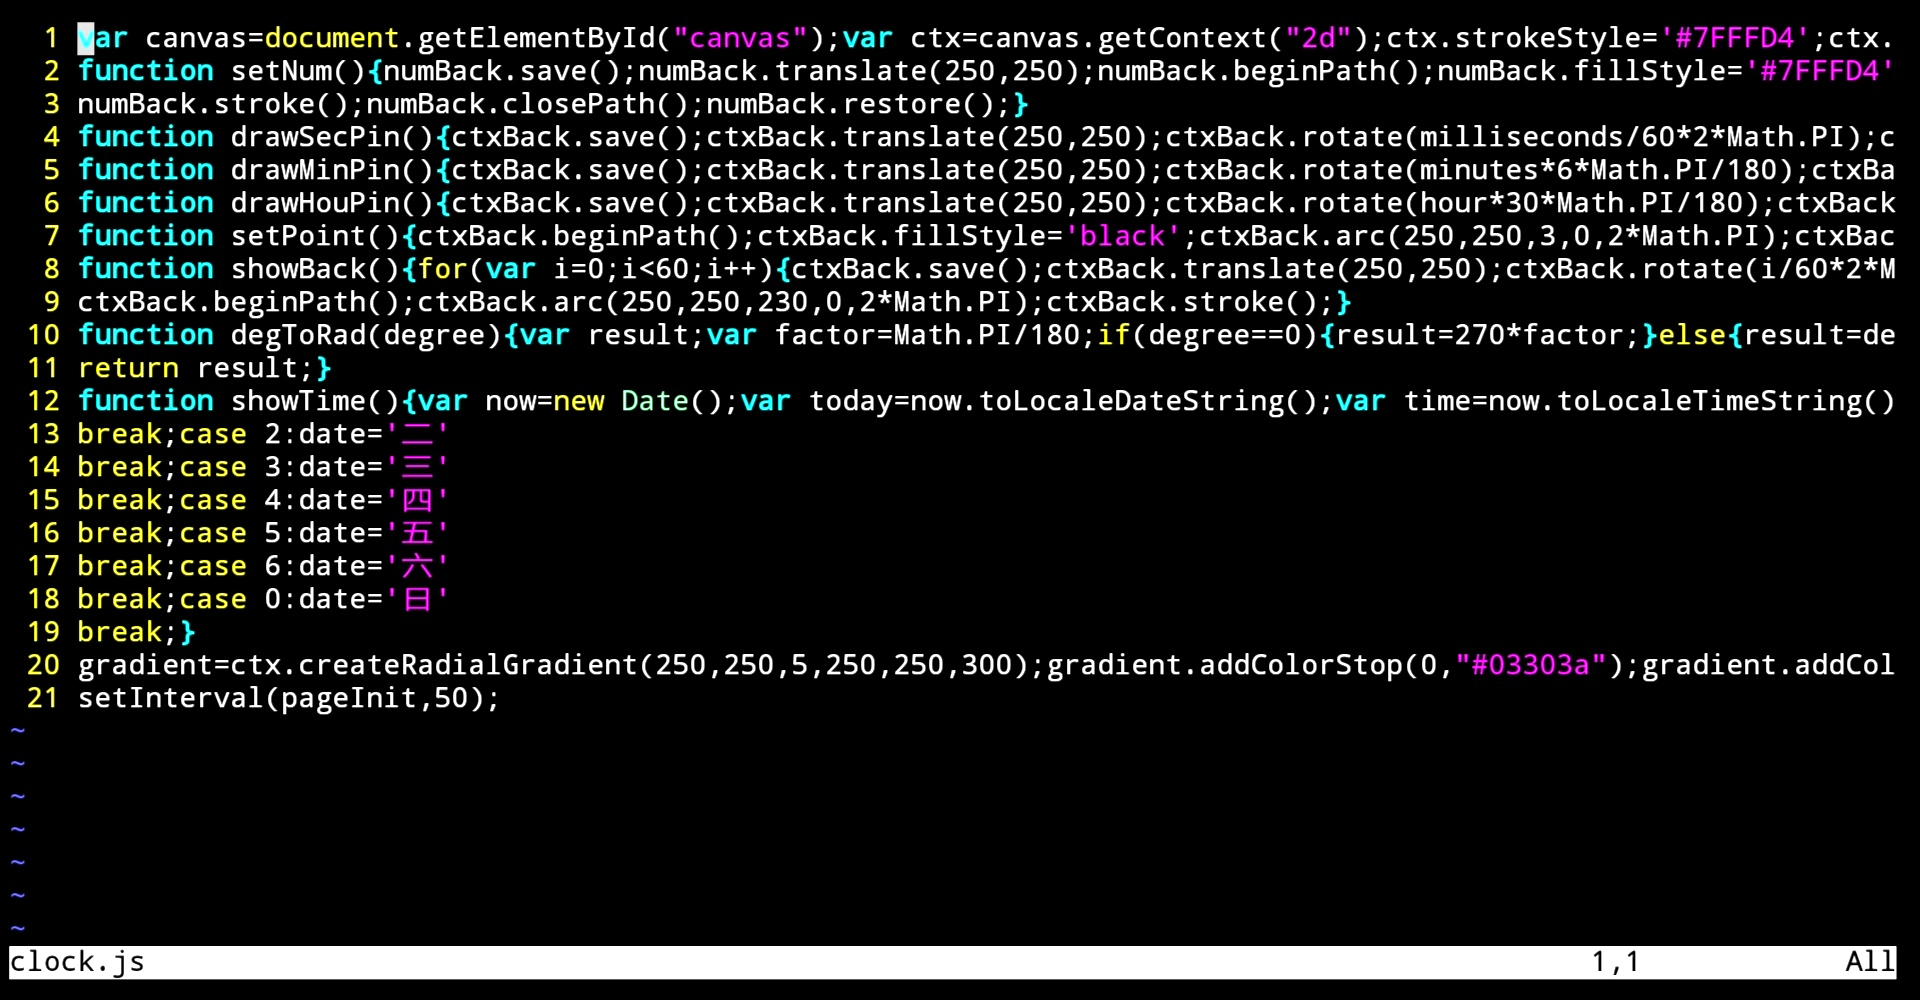 1 var canvas=document.getElementById("canvas");var ctx=canvas.getContext("2d");ctx.strokeStyle='#7FFFD4';ctx.
2 function setNum(){numBack.save();numBack.translate(250,250);numBack.beginPath();numBack.fillStyle='#7FFFD4'
3 numBack.stroke();numBack.closePath();numBack.restore();}
4 function drawSecPin(){ctxBack.save();ctxBack.translate(250,250);ctxBack.rotate(milliseconds/60*2*Math.PI);c
5 function drawMinPin(){ctxBack.save();ctxBack.translate(250,250);ctxBack.rotate(minutes*6*Math.PI/180);ctxBa
6 function drawHouPin(){ctxBack.save();ctxBack.translate(250,250);ctxBack.rotate(hour*30*Math.PI/180);ctxBack
7 function setPoint(){ctxBack.beginPath();ctxBack.fillStyle='black';ctxBack.arc(250,250,3,0,2*Math.PI);ctxBac
8 function showBack(){for(var i=0;i<60;i++){ctxBack.save();ctxBack.translate(250,250);ctxBack.rotate(i/60*2*M
9 ctxBack.beginPath();ctxBack.arc(250,250,230,0,2*Math.PI);ctxBack.stroke();}
10 function degToRad(degree){var result;var factor=Math.PI/180;if(degree==0){result=270*factor;}else{result=de
11 return result;}
12 function showTime(){var now=new Date();var today=now.toLocaleDateString();var time=now.toLocaleTimeString()
13 break;case 2:date='二'
14 break;case 3:date='三'
15 break;case 4:date='四'
16 break;case 5:date='五'
17 break;case 6:date='六'
18 break;case 0:date='日'
19 break;}
20 gradient=ctx.createRadialGradient(250,250,5,250,250,300);gradient.addColorStop(0,"#03303a");gradient.addCol
21 setInterval(pageInit,50);
~
~
~
~
~
~
~
clock.js 1,1 All